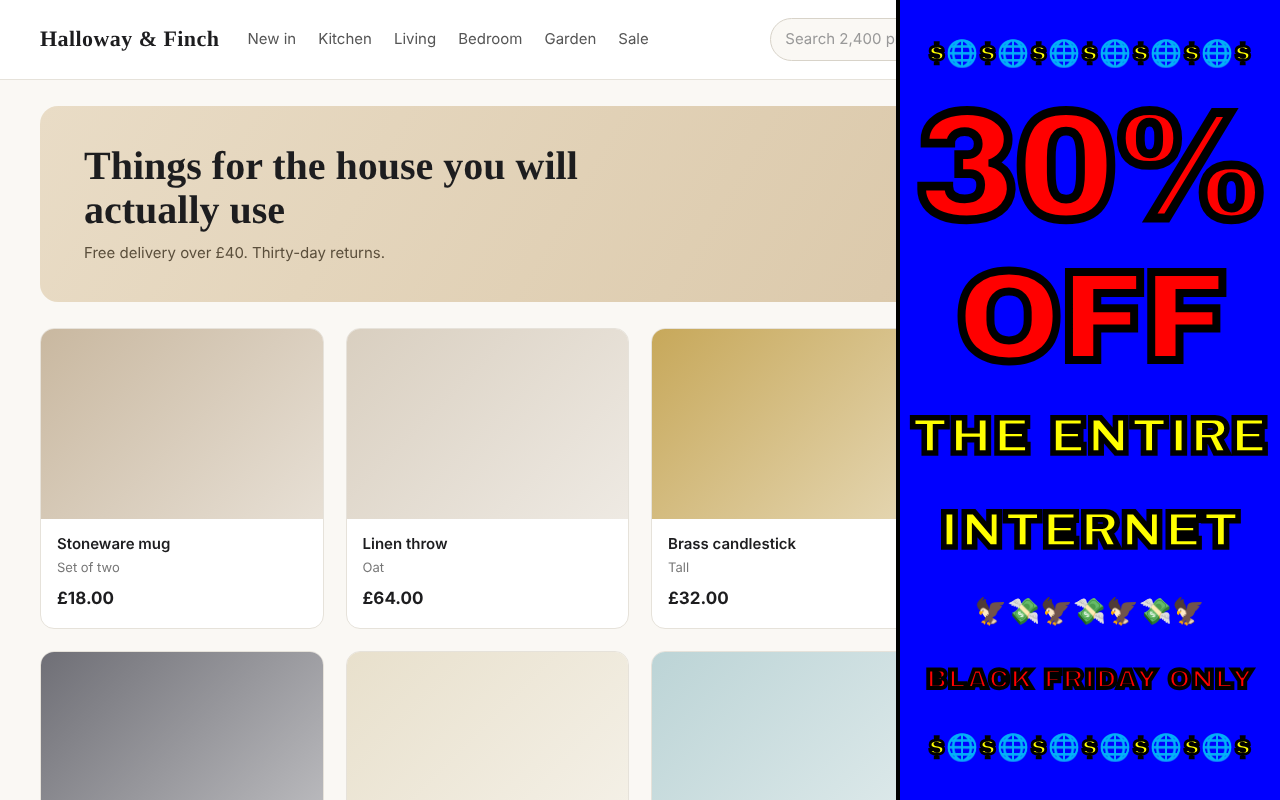 Halloway & Finch
New in Kitchen Living Bedroom Garden Sale
Search 2,400 p
Things for the house you will
actually use
Free delivery over £40. Thirty-day returns.
Stoneware mug
Set of two
£18.00
Linen throw
Oat
£64.00
Brass candlestick
Tall
£32.00
$🌐$🌐$🌐$🌐$🌐$🌐$
30%
OFF
THE ENTIRE
INTERNET
🦅💸🦅💸🦅💸🦅
BLACK FRIDAY ONLY
$🌐$🌐$🌐$🌐$🌐$🌐$